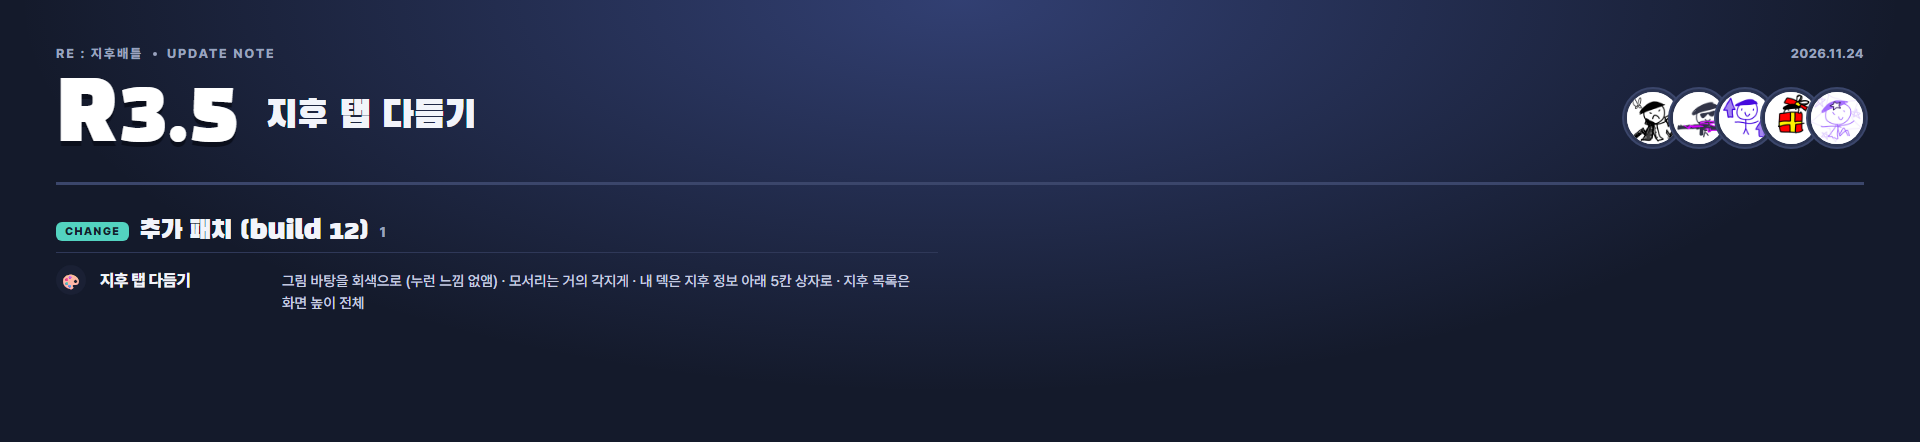 RE : 지후배틀 • UPDATE NOTE
2026.11.24
R3.5 지후 탭 다듬기
CHANGE 추가 패치 (build 12) 1
지후 탭 다듬기
그림 바탕을 회색으로 (누런 느낌 없앰) · 모서리는 거의 각지게 · 내 덱은 지후 정보 아래 5칸 상자로 · 지후 목록은
화면 높이 전체